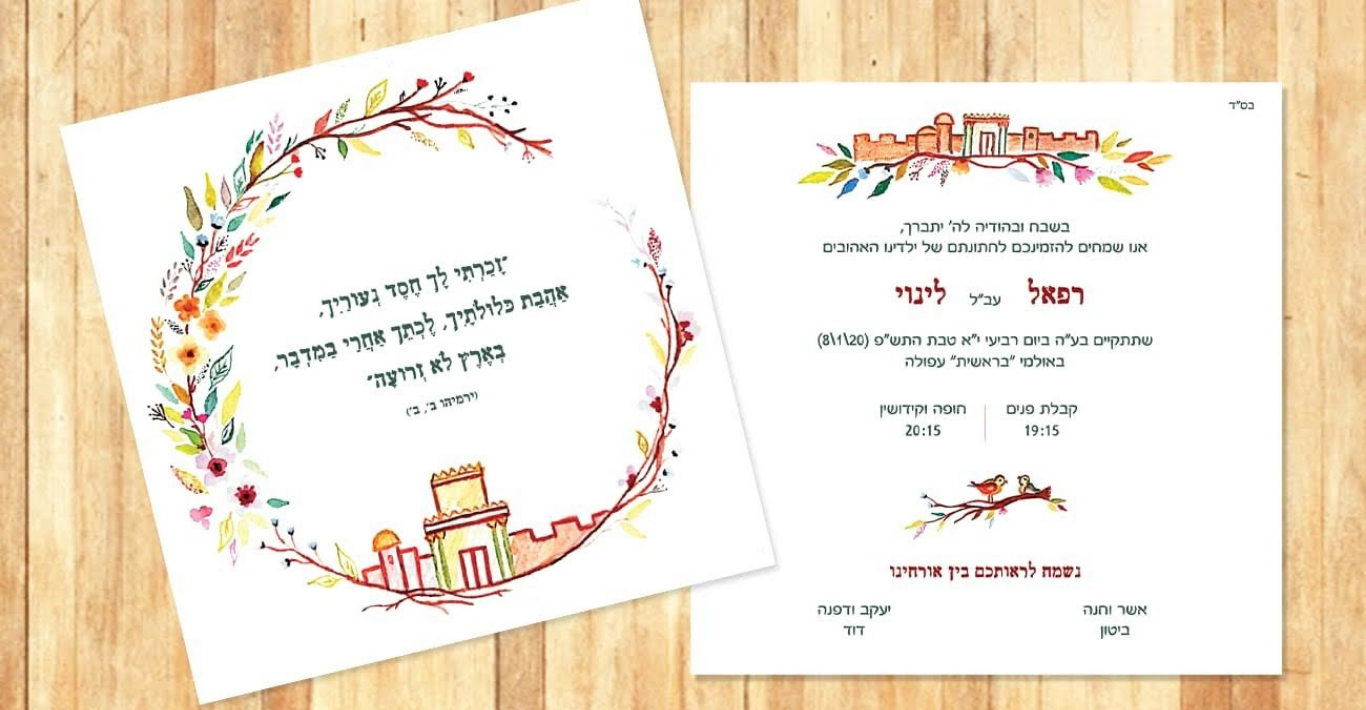 "זָכַרְתִּי לָךְ חֶסֶד נְעוּרַיִךְ,
אַהֲבַת כְּלוּלֹתָיִךְ, לֶכְתֵּךְ אַחֲרַי בַּמִּדְבָּר,
בְּאֶרֶץ לֹא זְרוּעָה"
(ירמיהו ב', ב')
בס"ד
בשבח ובהודיה לה' יתברך,
אנו שמחים להזמינכם לחתונתם של ילדינו האהובים
רפאל עב"ל לינוי
שתתקיים בע"ה ביום רביעי י"א טבת התש"פ (8\1\20)
באולמי "בראשית" עפולה
קבלת פנים חופה וקידושין
19:15 20:15
נשמח לראותכם בין אורחינו
אשר וחנה יעקב ודפנה
ביטון דוד